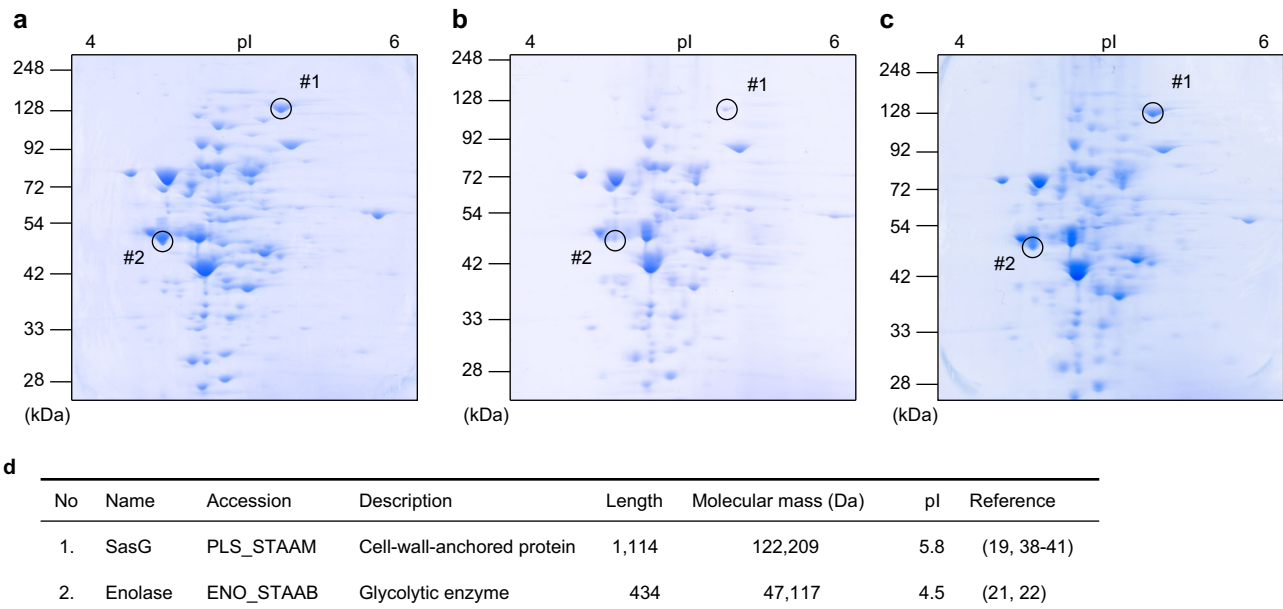 a
b
c
4 pI 6
4 pI 6
4 pI 6
248
128
92
72
54
42
33
28
(kDa)
#1
#2
248
128
92
72
54
42
33
28
(kDa)
#1
#2
248
128
92
72
54
42
33
28
(kDa)
#1
#2
d
No Name Accession Description Length Molecular mass (Da) pI Reference
1. SasG PLS_STAAM Cell-wall-anchored protein 1,114 122,209 5.8 (19, 38-41)
2. Enolase ENO_STAAB Glycolytic enzyme 434 47,117 4.5 (21, 22)